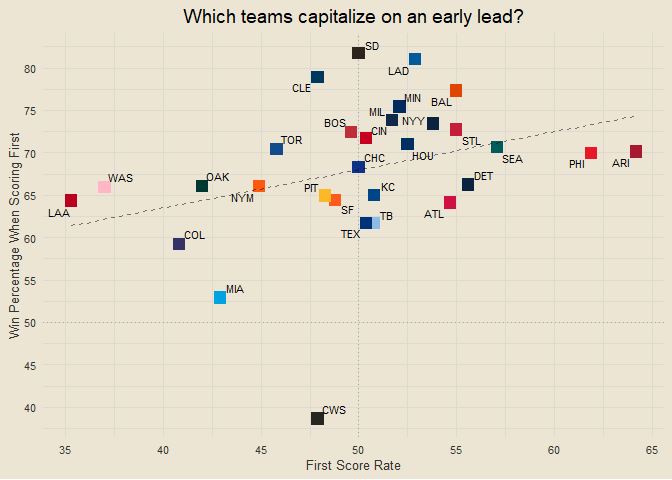 Which teams capitalize on an early lead?
Win Percentage When Scoring First
80
75
70
65
60
55
50
45
40
SD
LAD
CLE
MIN
BAL
MIL
NYY
BOS
CIN
STL
TOR
HOU
SEA
CHC
PHI
ARI
WAS
OAK
DET
NYM
PIT
KC
LAA
SF
ATL
TB
TEX
COL
MIA
CWS
35
40
45
50
55
60
65
First Score Rate